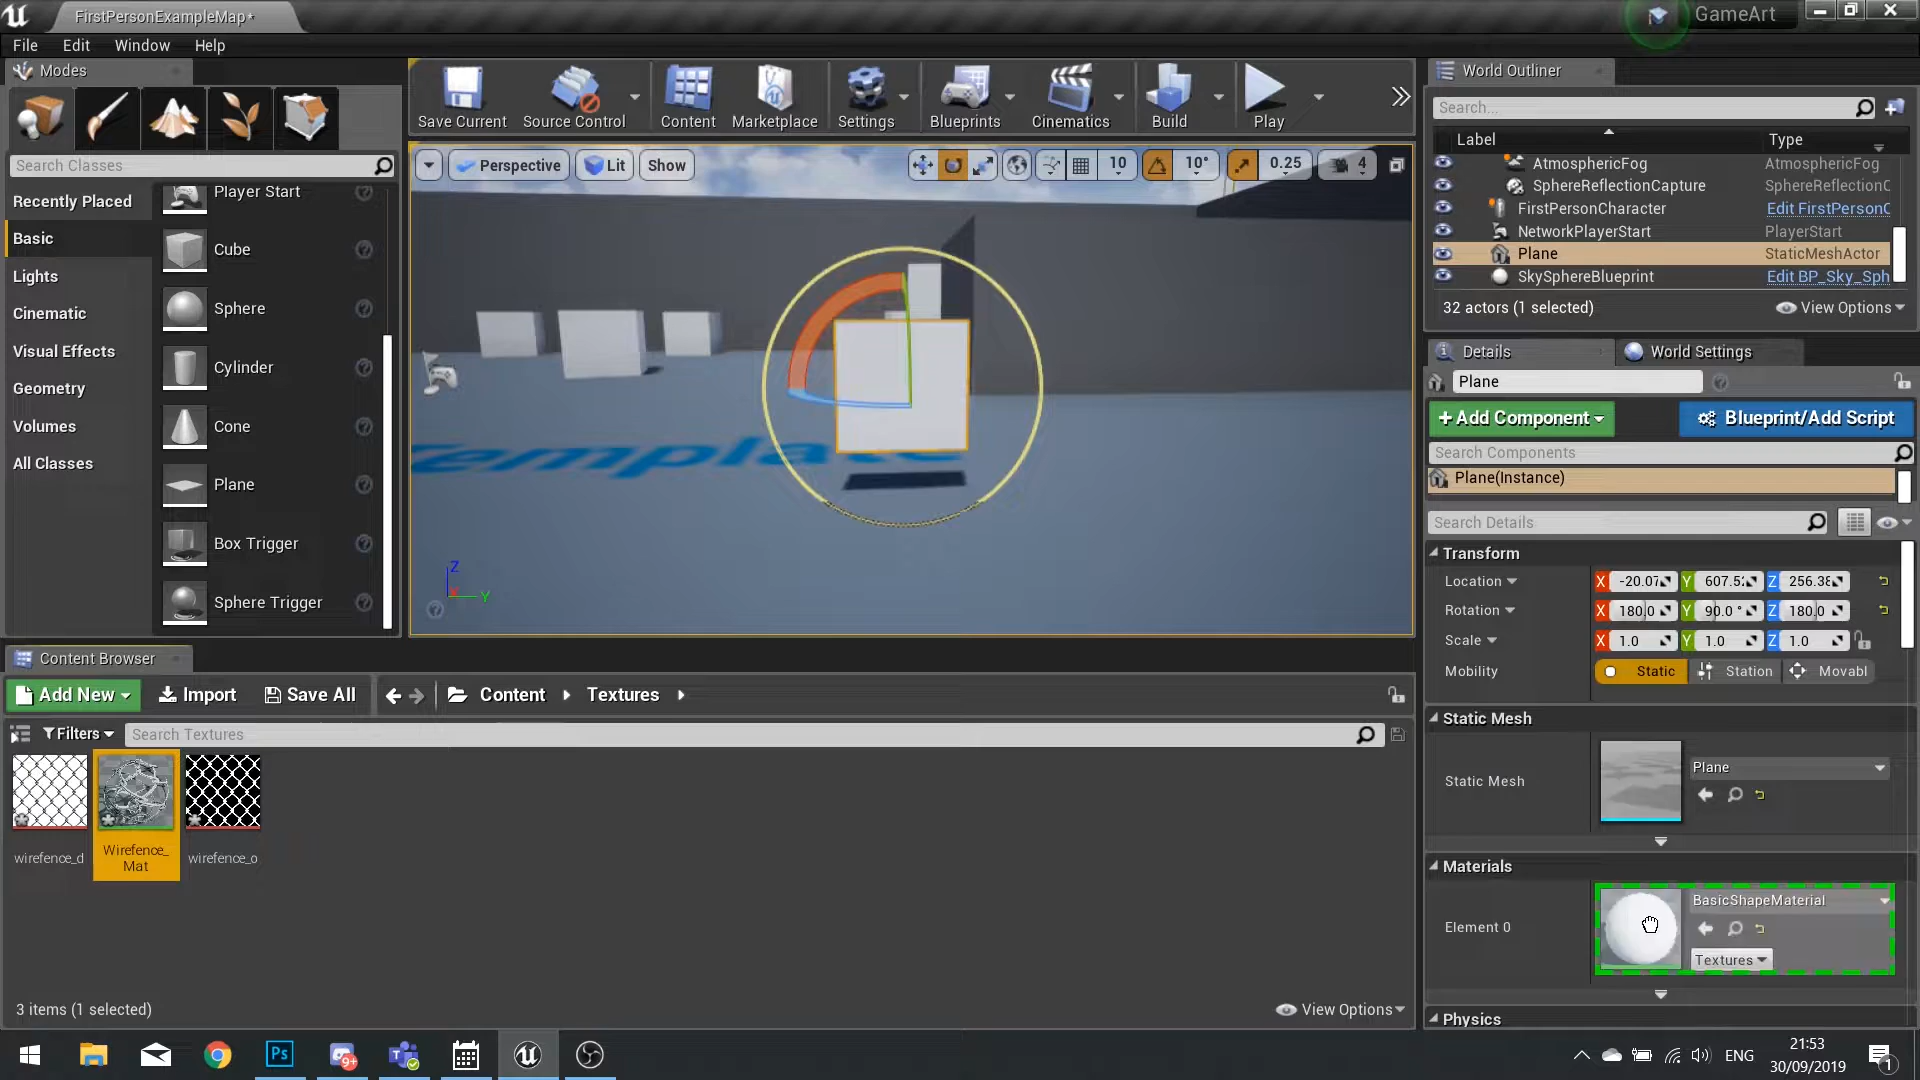 FirstPersonExampleMap*
GameArt
File Edit Window Help
Modes
Search Classes
Recently Placed
Basic
Lights
Cinematic
Visual Effects
Geometry
Volumes
All Classes
Player Start
Cube
Sphere
Cylinder
Cone
Plane
Box Trigger
Sphere Trigger
Save Current Source Control Content Marketplace Settings Blueprints Cinematics Build Play
Perspective Lit Show 10 10° 0.25 4
Template
Z
X Y
World Outliner
Search...
Label Type
AtmosphericFog AtmosphericFog
SphereReflectionCapture SphereReflectionC
FirstPersonCharacter Edit FirstPersonC
NetworkPlayerStart PlayerStart
Plane StaticMeshActor
SkySphereBlueprint Edit BP_Sky_Sph
32 actors (1 selected) View Options
Details World Settings
Plane
+ Add Component Blueprint/Add Script
Search Components
Plane(Instance)
Search Details
Transform
Location X -20.07 Y 607.52 Z 256.38
Rotation X 180.0 Y 90.0 ° Z 180.0
Scale X 1.0 Y 1.0 Z 1.0
Mobility Static Station Movabl
Static Mesh
Static Mesh Plane
Materials
Element 0 BasicShapeMaterial
Textures
Physics
Content Browser
Add New Import Save All Content Textures
Filters Search Textures
wirefence_d
Wirefence_
Mat
wirefence_o
3 items (1 selected) View Options
Ps
9+
ENG
21:53
30/09/2019
1